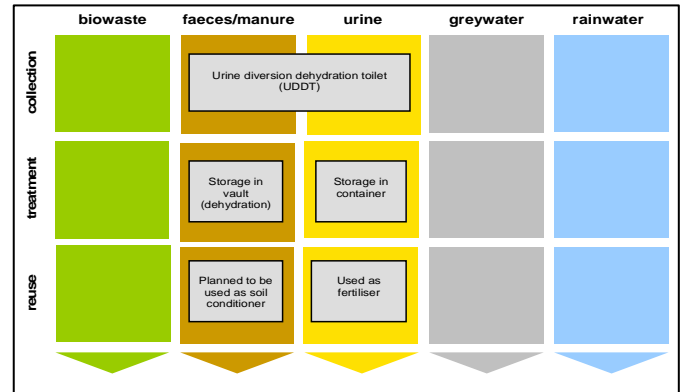 biowaste faeces/manure urine greywater rainwater
collection
Urine diversion dehydration toilet
(UDDT)
treatment
Storage in
vault
(dehydration)
Storage in
container
reuse
Planned to be
used as soil
conditioner
Used as
fertiliser